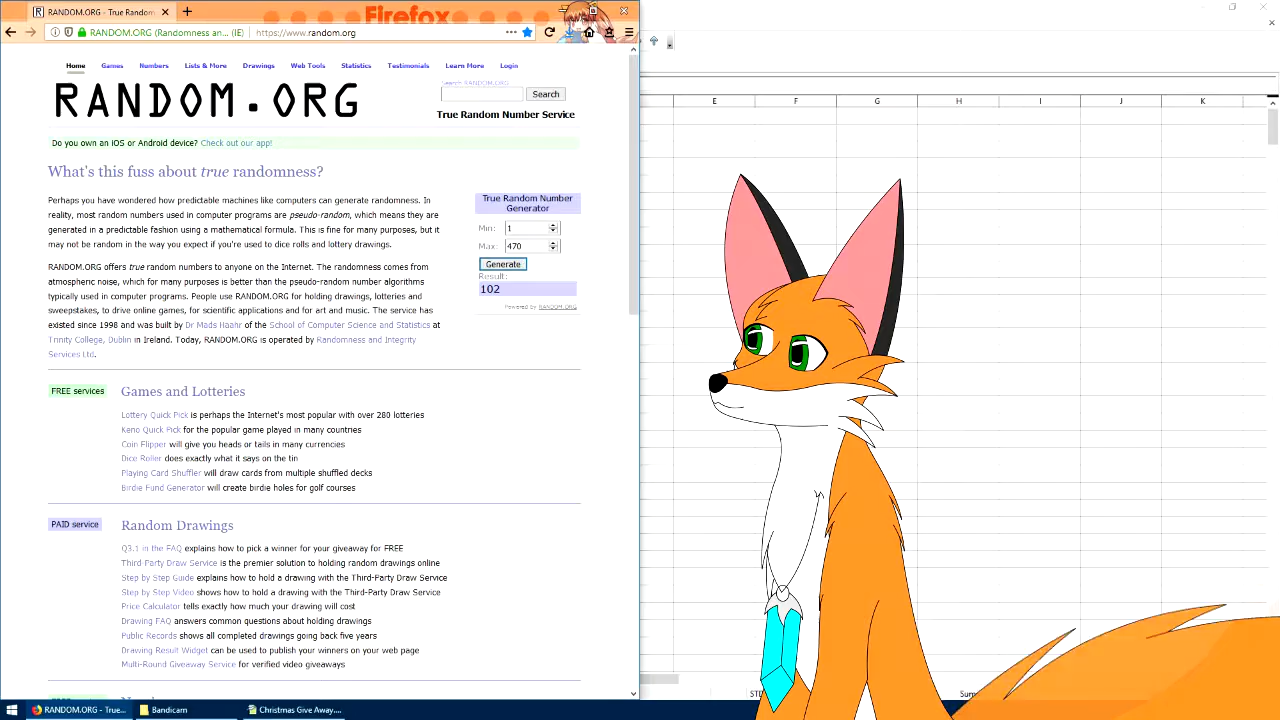 RANDOM.ORG - True Random
Firefox
RANDOM.ORG (Randomness an... (IE)
https://www.random.org
Home Games Numbers Lists & More Drawings Web Tools Statistics Testimonials Learn More Login
RANDOM.ORG
Search RANDOM.ORG
Search
True Random Number Service
Do you own an iOS or Android device? Check out our app!
What's this fuss about true randomness?
Perhaps you have wondered how predictable machines like computers can generate randomness. In
reality, most random numbers used in computer programs are pseudo-random, which means they are
generated in a predictable fashion using a mathematical formula. This is fine for many purposes, but it
may not be random in the way you expect if you're used to dice rolls and lottery drawings.
RANDOM.ORG offers true random numbers to anyone on the Internet. The randomness comes from
atmospheric noise, which for many purposes is better than the pseudo-random number algorithms
typically used in computer programs. People use RANDOM.ORG for holding drawings, lotteries and
sweepstakes, to drive online games, for scientific applications and for art and music. The service has
existed since 1998 and was built by Dr Mads Haahr of the School of Computer Science and Statistics at
Trinity College, Dublin in Ireland. Today, RANDOM.ORG is operated by Randomness and Integrity
Services Ltd.
True Random Number
Generator
Min: 1
Max: 470
Generate
Result:
102
Powered by RANDOM.ORG
FREE services
Games and Lotteries
Lottery Quick Pick is perhaps the Internet's most popular with over 280 lotteries
Keno Quick Pick for the popular game played in many countries
Coin Flipper will give you heads or tails in many currencies
Dice Roller does exactly what it says on the tin
Playing Card Shuffler will draw cards from multiple shuffled decks
Birdie Fund Generator will create birdie holes for golf courses
PAID service
Random Drawings
Q3.1 in the FAQ explains how to pick a winner for your giveaway for FREE
Third-Party Draw Service is the premier solution to holding random drawings online
Step by Step Guide explains how to hold a drawing with the Third-Party Draw Service
Step by Step Video shows how to hold a drawing with the Third-Party Draw Service
Price Calculator tells exactly how much your drawing will cost
Drawing FAQ answers common questions about holding drawings
Public Records shows all completed drawings going back five years
Drawing Result Widget can be used to publish your winners on your web page
Multi-Round Giveaway Service for verified video giveaways
E F G H I J K
RANDOM.ORG - True...
Bandicam
Christmas Give Away....